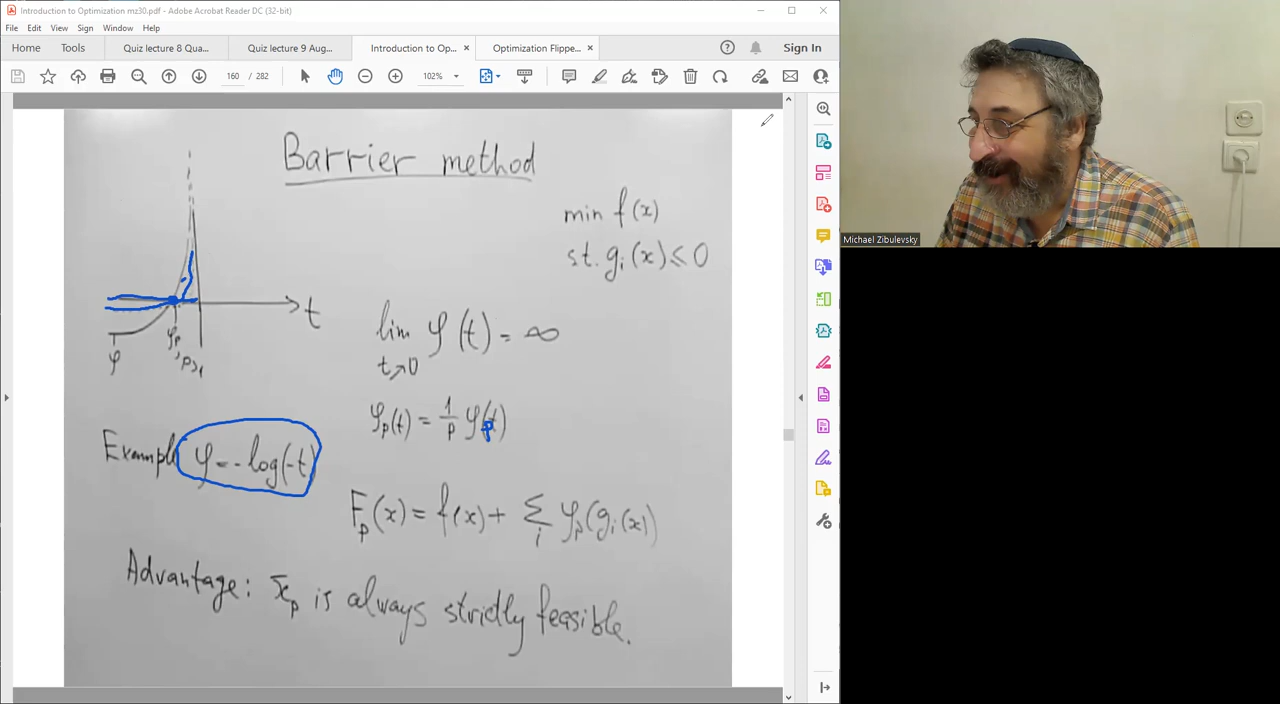 Introduction to Optimization mz30.pdf - Adobe Acrobat Reader DC (32-bit)
File Edit View Sign Window Help
Home Tools Quiz lecture 8 Qua... Quiz lecture 9 Aug... Introduction to Op... × Optimization Flippe... × Sign In
160 / 282 102%
Barrier method
min f(x)
s.t. gᵢ(x) ≤ 0
t
φ
φₚ, p>1
lim φ(t) = ∞
t↗0
φₚ(t) = 1/p φ(t)
p
Example φ = -log(-t)
Fₚ(x) = f(x) + Σᵢ φₚ(gᵢ(x))
Advantage: x̄ₚ is always strictly feasible.
Michael Zibulevsky